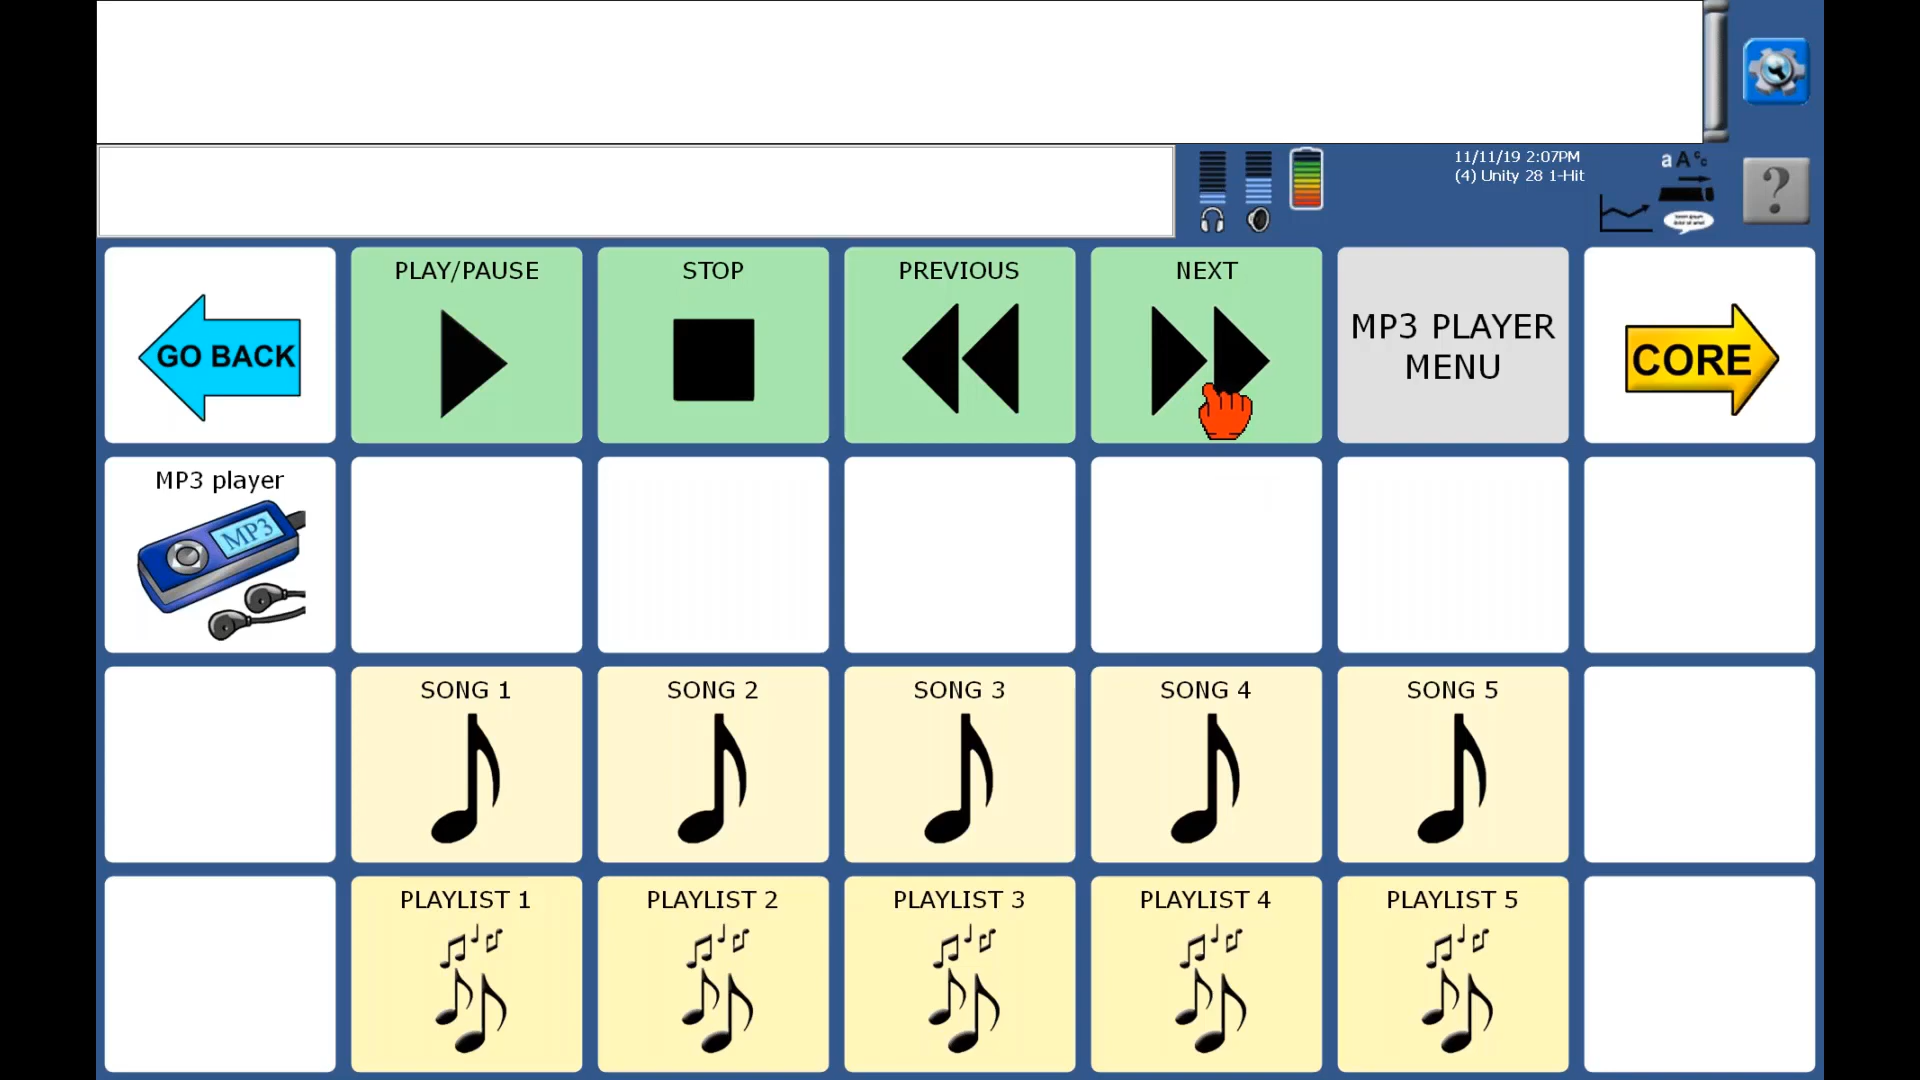 11/11/19 2:07PM
(4) Unity 28 1-Hit
a A c c
?
GO BACK
PLAY/PAUSE
STOP
PREVIOUS
NEXT
MP3 PLAYER
MENU
CORE
MP3 player
MP3
SONG 1
SONG 2
SONG 3
SONG 4
SONG 5
PLAYLIST 1
PLAYLIST 2
PLAYLIST 3
PLAYLIST 4
PLAYLIST 5